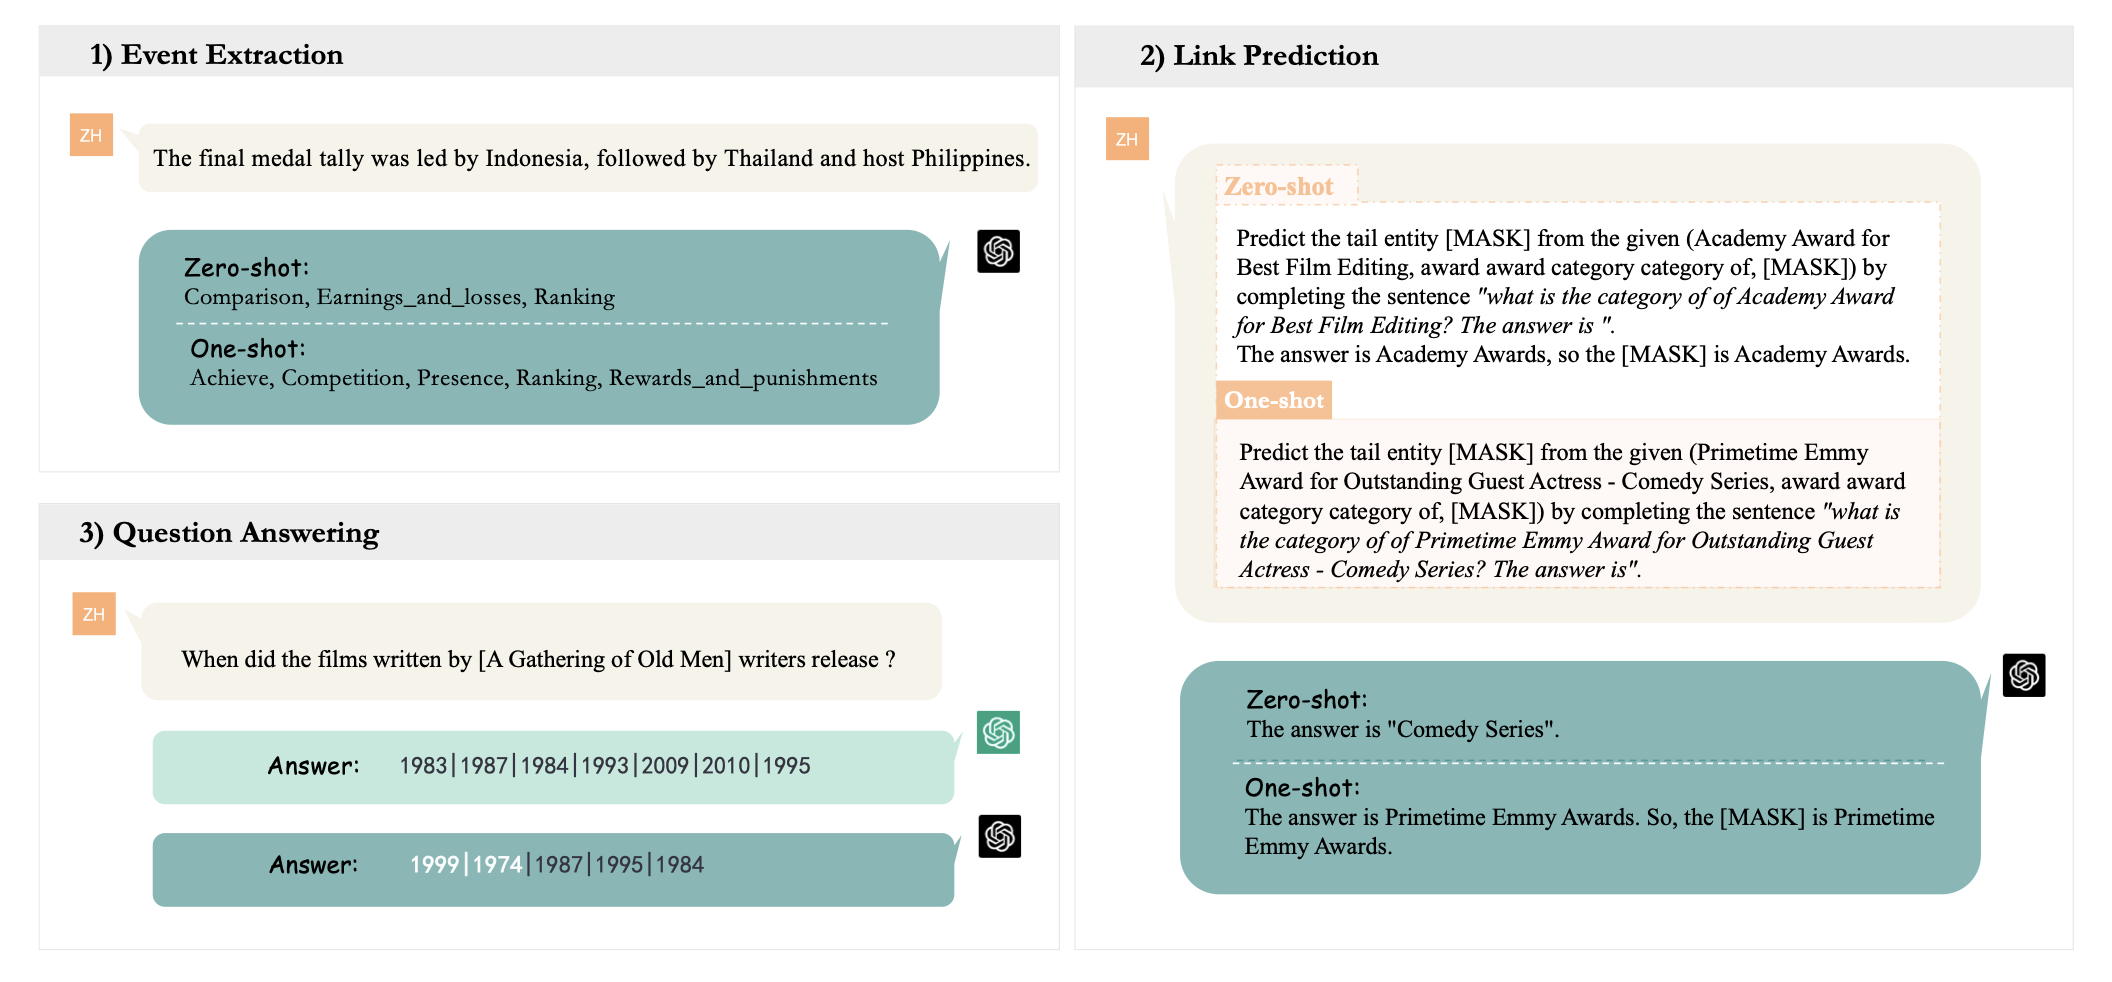 1) Event Extraction
ZH
The final medal tally was led by Indonesia, followed by Thailand and host Philippines.
Zero-shot:
Comparison, Earnings_and_losses, Ranking
One-shot:
Achieve, Competition, Presence, Ranking, Rewards_and_punishments
2) Link Prediction
ZH
Zero-shot
Predict the tail entity [MASK] from the given (Academy Award for
Best Film Editing, award award category category of, [MASK]) by
completing the sentence "what is the category of of Academy Award
for Best Film Editing? The answer is ".
The answer is Academy Awards, so the [MASK] is Academy Awards.
One-shot
Predict the tail entity [MASK] from the given (Primetime Emmy
Award for Outstanding Guest Actress - Comedy Series, award award
category category of, [MASK]) by completing the sentence "what is
the category of of Primetime Emmy Award for Outstanding Guest
Actress - Comedy Series? The answer is".
Zero-shot:
The answer is "Comedy Series".
One-shot:
The answer is Primetime Emmy Awards. So, the [MASK] is Primetime
Emmy Awards.
3) Question Answering
ZH
When did the films written by [A Gathering of Old Men] writers release ?
Answer: 1983|1987|1984|1993|2009|2010|1995
Answer: 1999|1974|1987|1995|1984